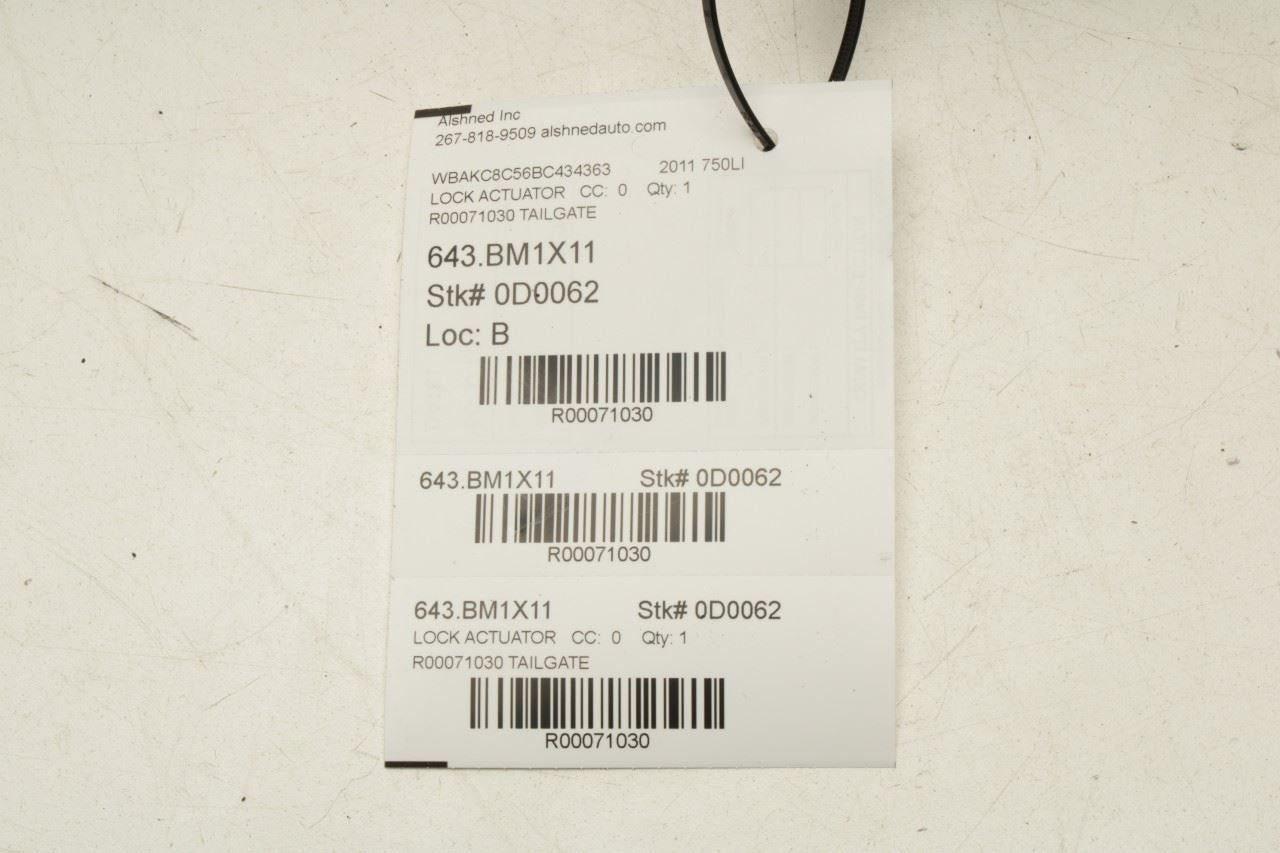 Alshned Inc
267-818-9509 alshnedauto.com
WBAKC8C56BC434363 2011 750LI
LOCK ACTUATOR CC: 0 Qty: 1
R00071030 TAILGATE
643.BM1X11
Stk# 0D0062
Loc: B
R00071030
643.BM1X11 Stk# 0D0062
R00071030
643.BM1X11 Stk# 0D0062
LOCK ACTUATOR CC: 0 Qty: 1
R00071030 TAILGATE
R00071030